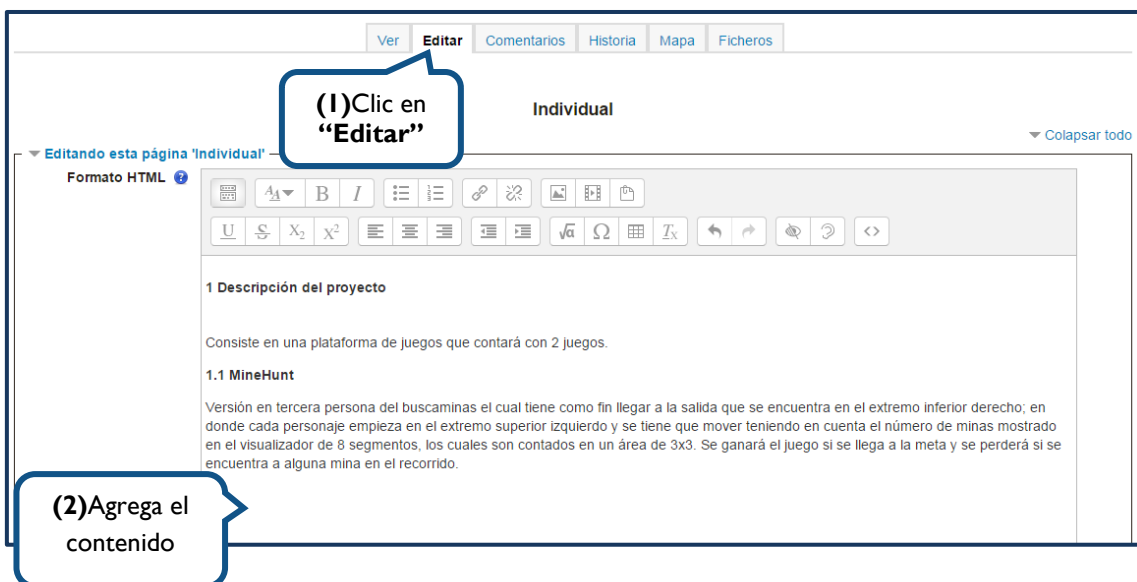 Ver Editar Comentarios Historia Mapa Ficheros
(1)Clic en
“Editar”
Individual
Colapsar todo
Editando esta página 'Individual'
Formato HTML
1 Descripción del proyecto
Consiste en una plataforma de juegos que contará con 2 juegos.
1.1 MineHunt
Versión en tercera persona del buscaminas el cual tiene como fin llegar a la salida que se encuentra en el extremo inferior derecho; en
donde cada personaje empieza en el extremo superior izquierdo y se tiene que mover teniendo en cuenta el número de minas mostrado
en el visualizador de 8 segmentos, los cuales son contados en un área de 3x3. Se ganará el juego si se llega a la meta y se perderá si se
encuentra a alguna mina en el recorrido.
(2)Agrega el
contenido